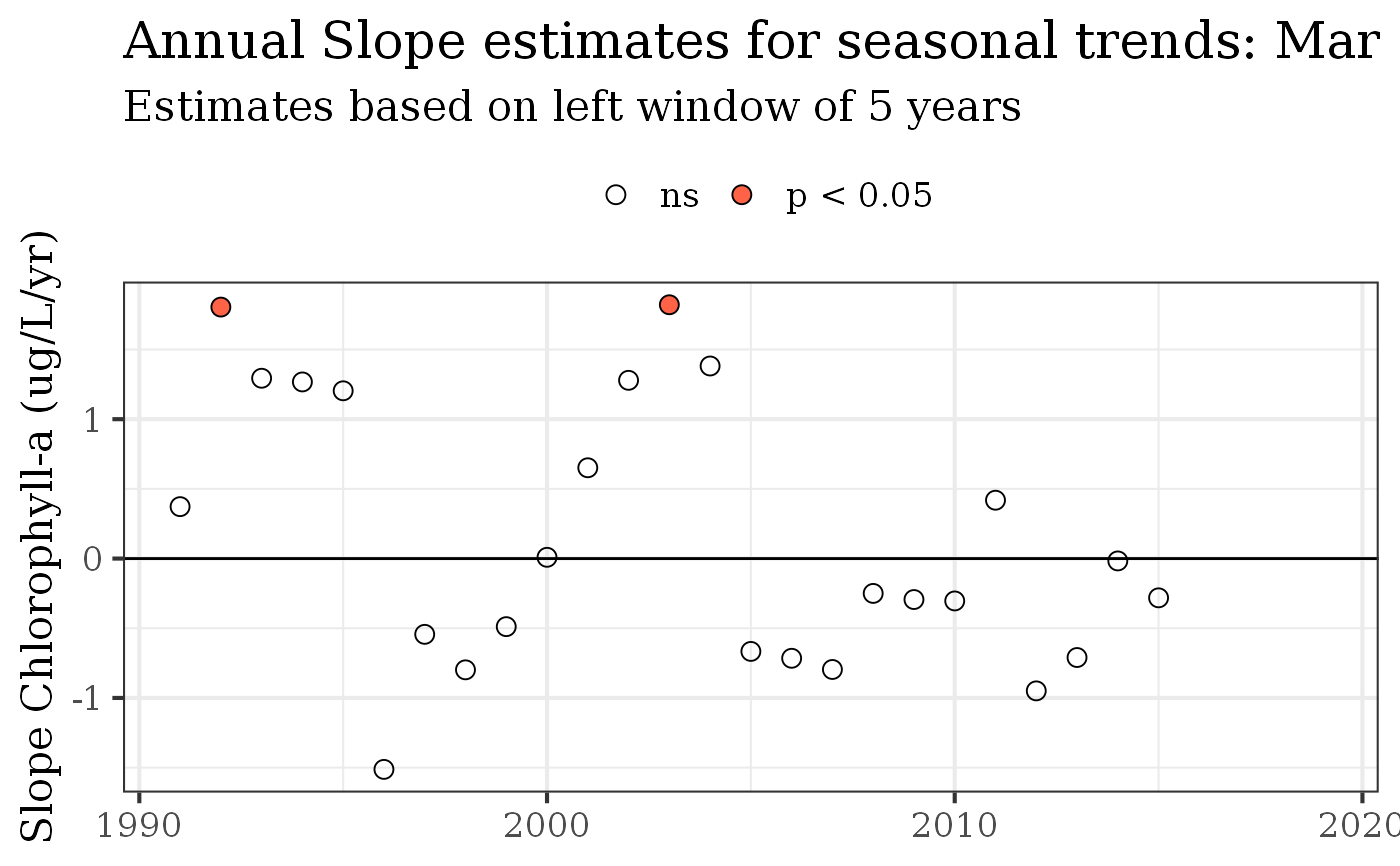 Annual Slope estimates for seasonal trends: Mar
Estimates based on left window of 5 years
ns p < 0.05
Slope Chlorophyll-a (ug/L/yr)
1
0
-1
1990 2000 2010 2020